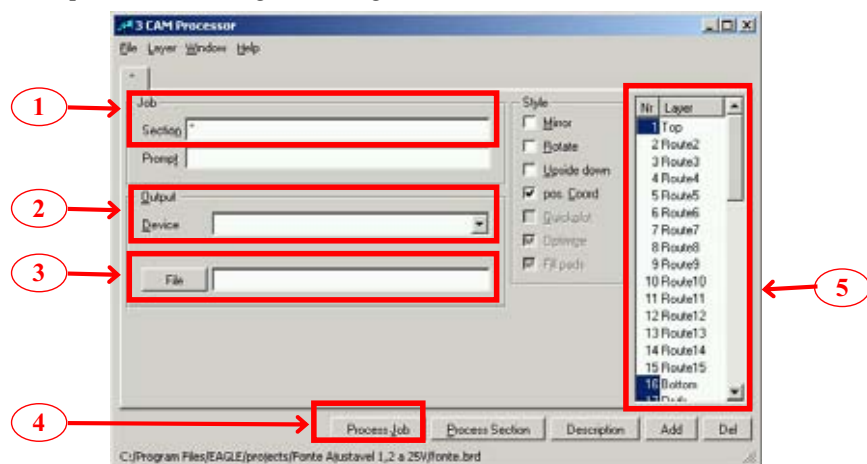 3 CAM Processor
File Layer Window Help
*
Job
Section *
Prompt
Output
Device
File
Style
Mirror
Rotate
Upside down
pos. Coord
Quickplot
Optimize
Fill pads
Nr Layer
1 Top
2 Route2
3 Route3
4 Route4
5 Route5
6 Route6
7 Route7
8 Route8
9 Route9
10 Route10
11 Route11
12 Route12
13 Route13
14 Route14
15 Route15
16 Bottom
17 Pads
1
2
3
4
5
Process Job Process Section Description Add Del
C:/Program Files/EAGLE/projects/Fonte Ajustavel 1,2 a 25V/fonte.brd